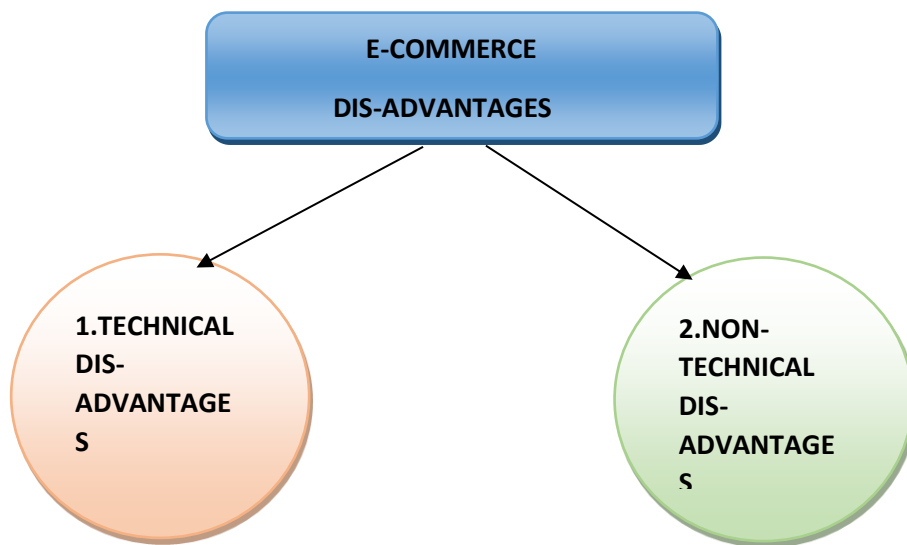 E-COMMERCE
DIS-ADVANTAGES
1.TECHNICAL
DIS-
ADVANTAGE
S
2.NON-
TECHNICAL
DIS-
ADVANTAGE
S